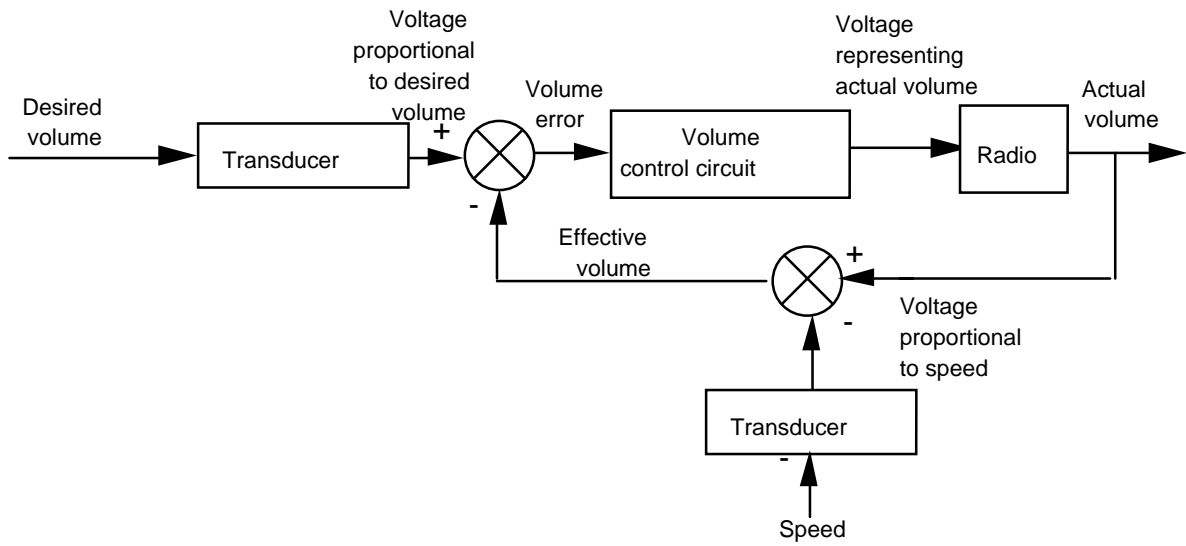 Desired
volume
Transducer
Voltage
proportional
to desired
volume
+
-
Volume
error
Volume
control circuit
Voltage
representing
actual volume
Radio
Actual
volume
Effective
volume
+
-
Voltage
proportional
to speed
Transducer
-
Speed